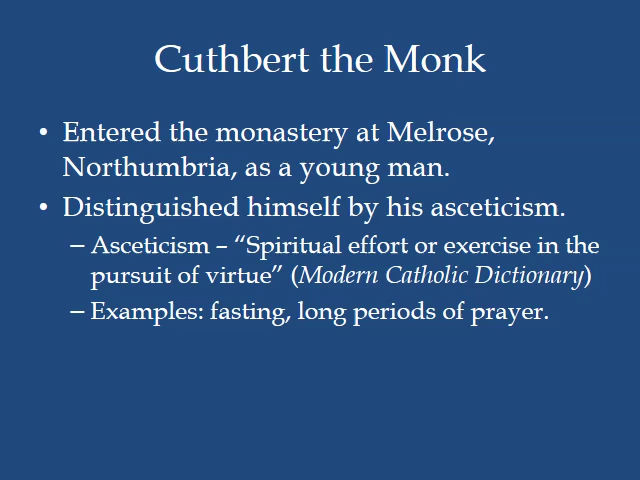 Cuthbert the Monk
• Entered the monastery at Melrose,
Northumbria, as a young man.
• Distinguished himself by his asceticism.
– Asceticism – “Spiritual effort or exercise in the
pursuit of virtue” (Modern Catholic Dictionary)
– Examples: fasting, long periods of prayer.